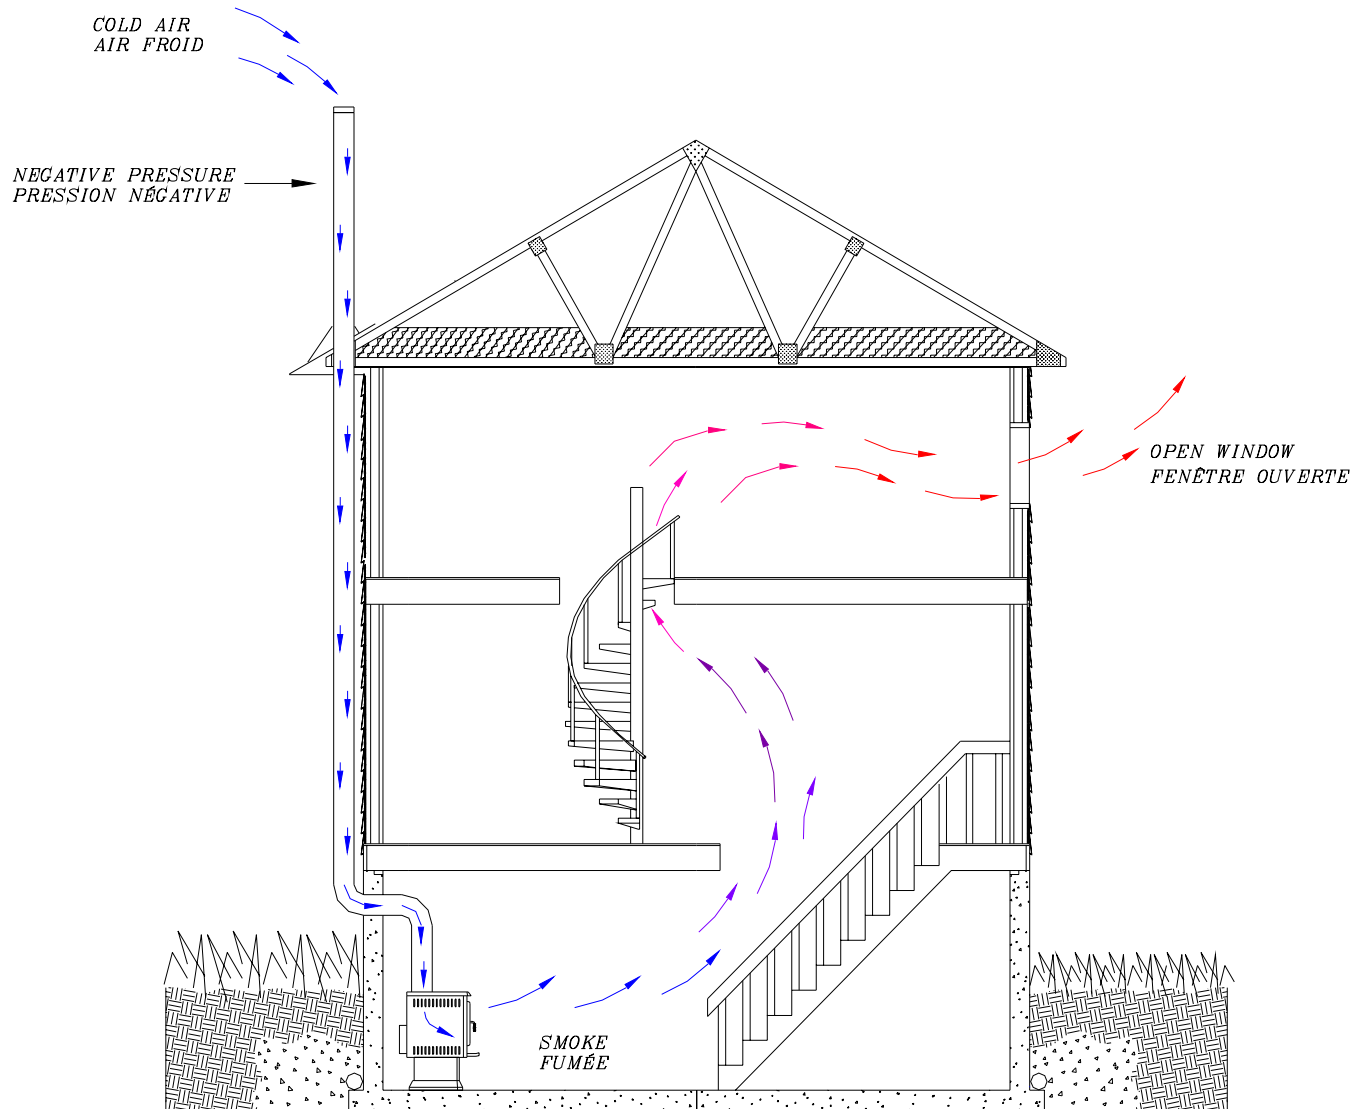 COLD AIR
AIR FROID
NEGATIVE PRESSURE
PRESSION NÉGATIVE
OPEN WINDOW
FENÊTRE OUVERTE
SMOKE
FUMÉE